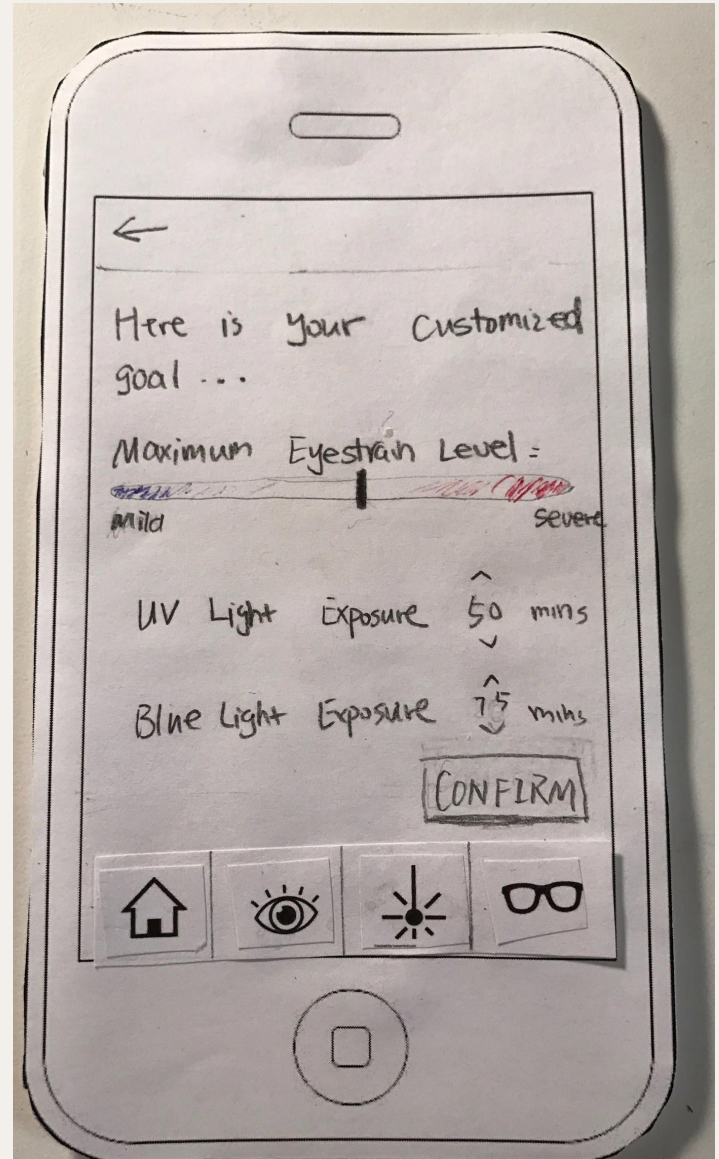 Here is your customized
goal ...
Maximum Eyestrain Level:
Mild
severe
UV Light Exposure 50 mins
Blue Light Exposure 75 mins
CONFIRM